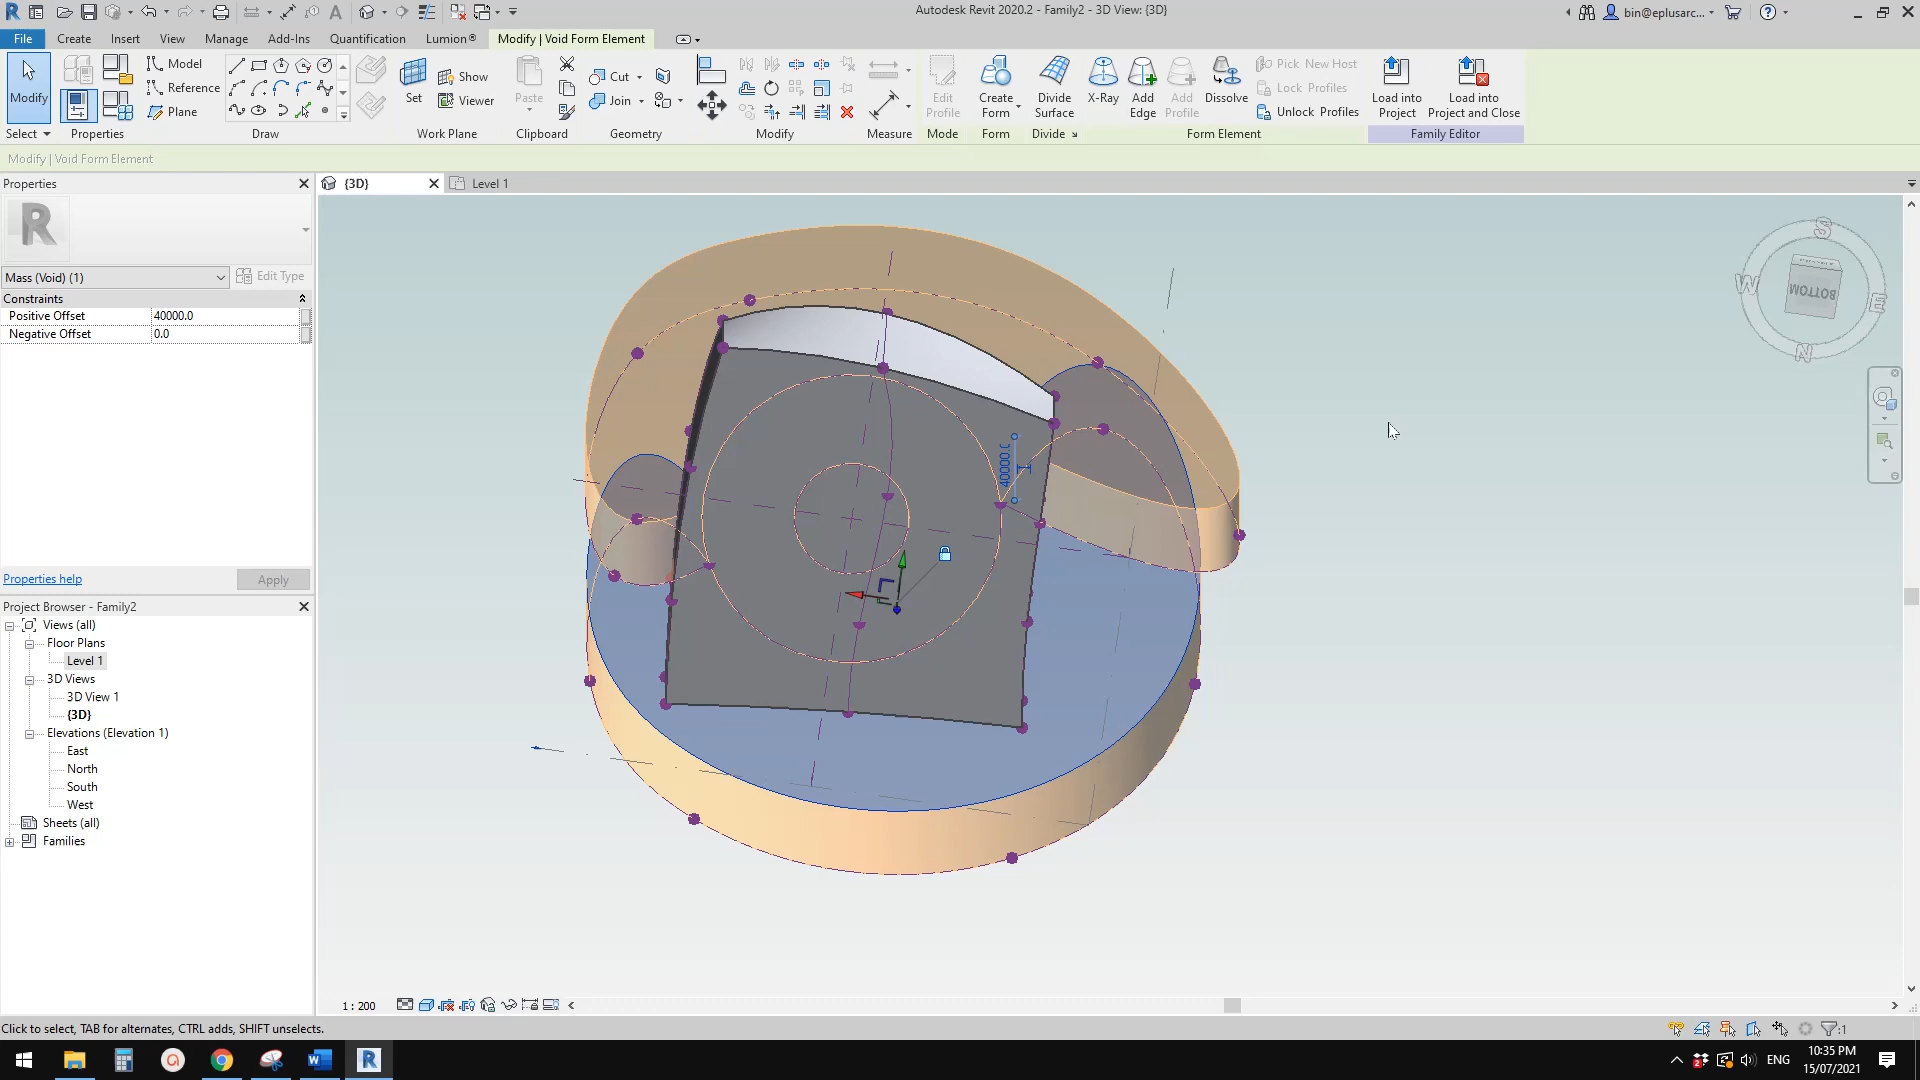 Autodesk Revit 2020.2 - Family2 - 3D View: {3D}
bin@eplusarc...
File
Create
Insert
View
Manage
Add-Ins
Quantification
Lumion®
Modify | Void Form Element
Modify
Select
Properties
Model
Reference
Plane
Draw
Set
Show
Viewer
Work Plane
Paste
Clipboard
Cut
Join
Geometry
Modify
Measure
Edit Profile
Mode
Create Form
Form
Divide Surface
Divide
X-Ray
Add Edge
Add Profile
Dissolve
Pick New Host
Lock Profiles
Unlock Profiles
Form Element
Load into Project
Load into Project and Close
Family Editor
Modify | Void Form Element
Properties
{3D}
Level 1
Mass (Void) (1)
Edit Type
Constraints
Positive Offset 40000.0
Negative Offset 0.0
Properties help
Apply
Project Browser - Family2
Views (all)
Floor Plans
Level 1
3D Views
3D View 1
{3D}
Elevations (Elevation 1)
East
North
South
West
Sheets (all)
Families
S
W
BOTTOM
E
N
1 : 200
Click to select, TAB for alternates, CTRL adds, SHIFT unselects.
:1
ENG
10:35 PM
15/07/2021